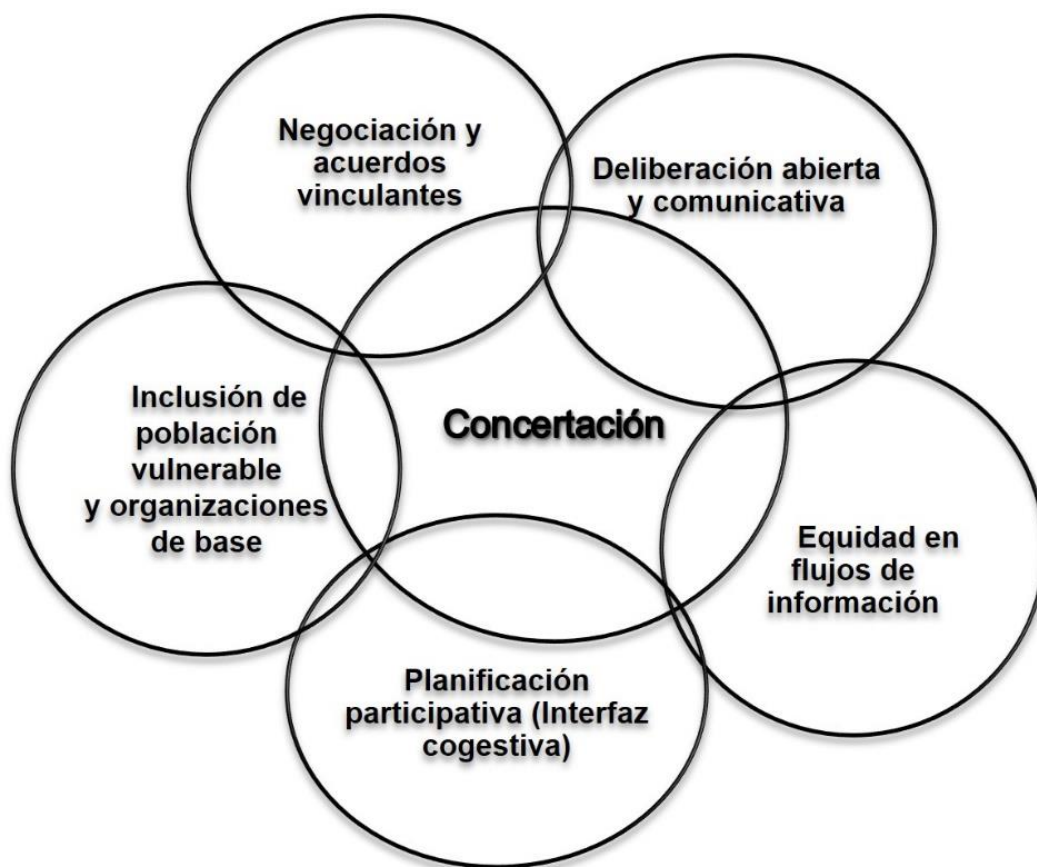 Negociación y
acuerdos
vinculantes
Deliberación abierta
y comunicativa
Inclusión de
población
vulnerable
y organizaciones
de base
Concertación
Equidad en
flujos de
información
Planificación
participativa (Interfaz
cogestiva)